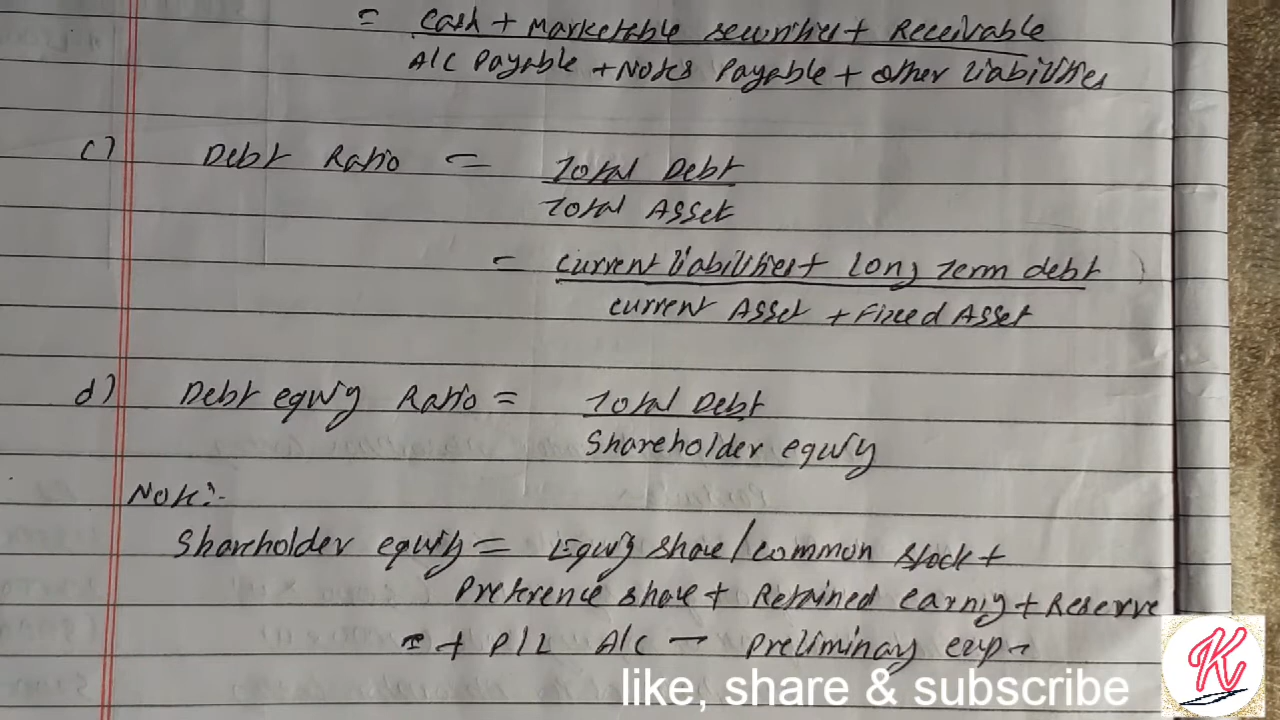 = Cash + Marketable securities + Receivable
A/C Payable + Notes Payable + other liabilities
c) Debt Ratio = Total Debt
Total Asset
= current liabilities + long term debt
current Asset + Fixed Asset
d) Debt equity Ratio = Total Debt
Shareholder equity
Note:-
Shareholder equity = Equity share/common stock +
Preference share + Retained earnig + Reserve
+ P/L A/C - Preliminary exp -
like, share & subscribe
K